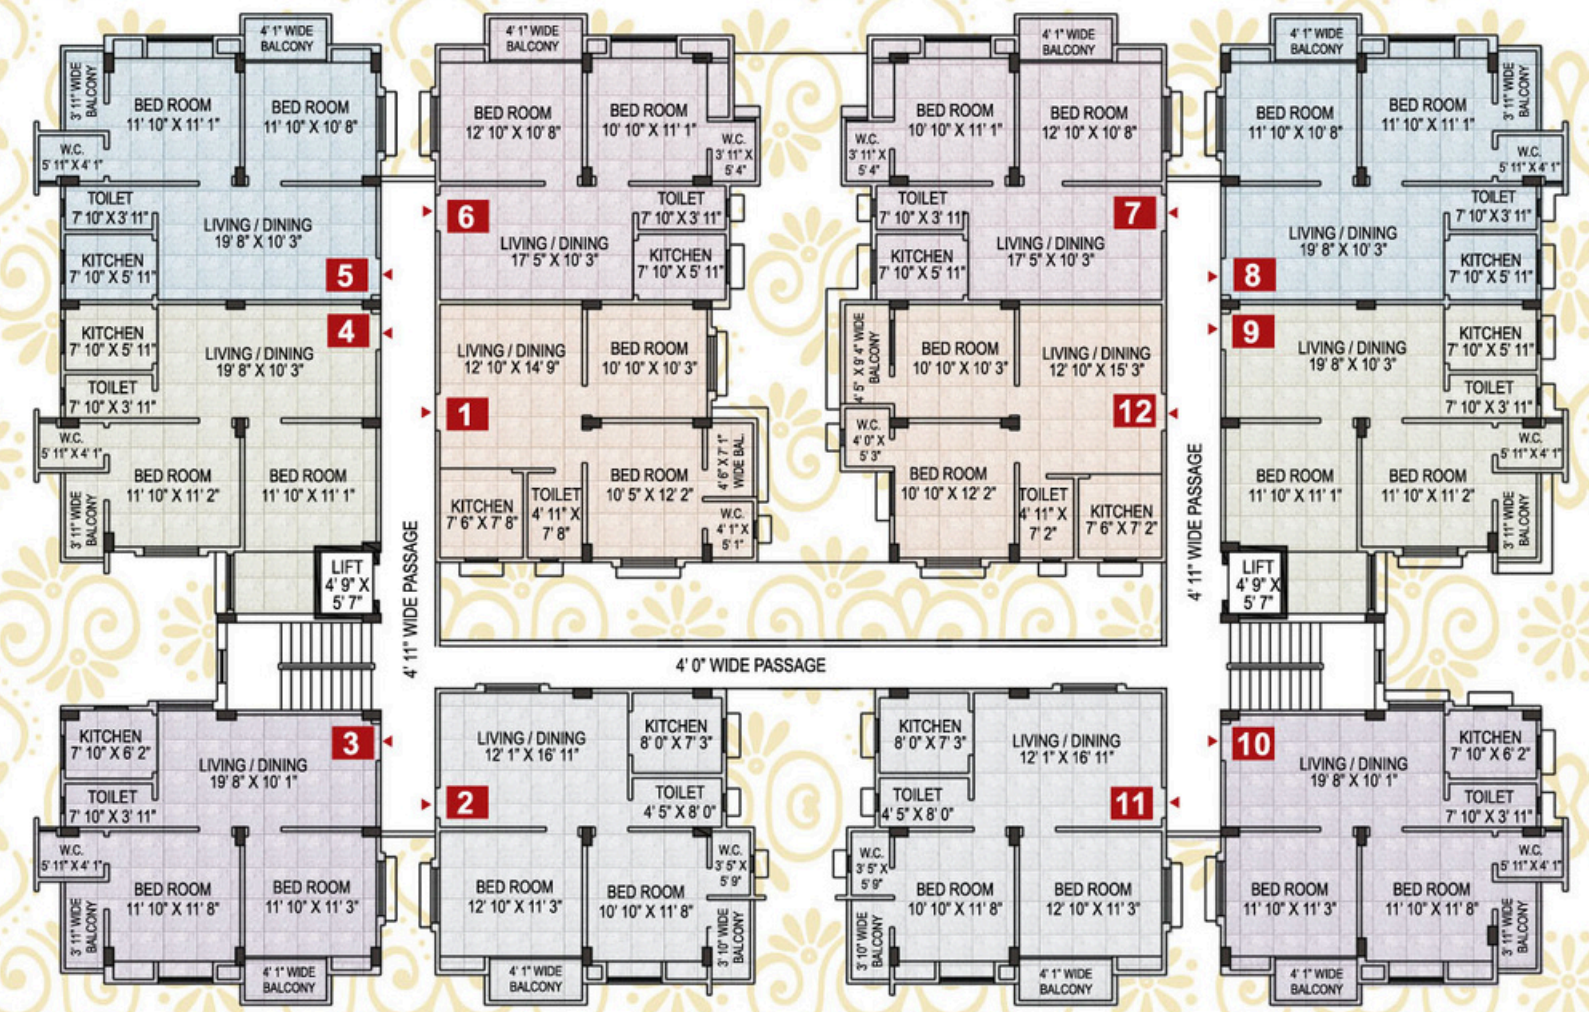 4' 1" WIDE
BALCONY
3' 11" WIDE
BALCONY
BED ROOM
11' 10" X 11' 1"
BED ROOM
11' 10" X 10' 8"
W.C.
5' 11" X 4' 1"
TOILET
7' 10" X 3' 11"
LIVING / DINING
19' 8" X 10' 3"
KITCHEN
7' 10" X 5' 11"
5
4' 1" WIDE
BALCONY
BED ROOM
12' 10" X 10' 8"
BED ROOM
10' 10" X 11' 1"
W.C.
3' 11" X
5' 4"
6
TOILET
7' 10" X 3' 11"
LIVING / DINING
17' 5" X 10' 3"
KITCHEN
7' 10" X 5' 11"
4' 1" WIDE
BALCONY
BED ROOM
10' 10" X 11' 1"
BED ROOM
12' 10" X 10' 8"
W.C.
3' 11" X
5' 4"
TOILET
7' 10" X 3' 11"
7
LIVING / DINING
17' 5" X 10' 3"
KITCHEN
7' 10" X 5' 11"
4' 1" WIDE
BALCONY
BED ROOM
11' 10" X 10' 8"
BED ROOM
11' 10" X 11' 1"
3' 11" WIDE
BALCONY
W.C.
5' 11" X 4' 1"
TOILET
7' 10" X 3' 11"
LIVING / DINING
19' 8" X 10' 3"
KITCHEN
7' 10" X 5' 11"
8
KITCHEN
7' 10" X 5' 11"
4
LIVING / DINING
19' 8" X 10' 3"
TOILET
7' 10" X 3' 11"
W.C.
5' 11" X 4' 1"
BED ROOM
11' 10" X 11' 2"
BED ROOM
11' 10" X 11' 1"
3' 11" WIDE
BALCONY
LIFT
4' 9" X
5' 7"
4' 11" WIDE PASSAGE
LIVING / DINING
12' 10" X 14' 9"
BED ROOM
10' 10" X 10' 3"
1
4' 6" X 7' 1"
WIDE BAL.
BED ROOM
10' 5" X 12' 2"
KITCHEN
7' 6" X 7' 8"
TOILET
4' 11" X
7' 8"
W.C.
4' 1" X
5' 1"
4' 5" X 9' 4" WIDE
BALCONY
BED ROOM
10' 10" X 10' 3"
LIVING / DINING
12' 10" X 15' 3"
12
W.C.
4' 0" X
5' 3"
BED ROOM
10' 10" X 12' 2"
TOILET
4' 11" X
7' 2"
KITCHEN
7' 6" X 7' 2"
4' 11" WIDE PASSAGE
9
LIVING / DINING
19' 8" X 10' 3"
KITCHEN
7' 10" X 5' 11"
TOILET
7' 10" X 3' 11"
W.C.
5' 11" X 4' 1"
BED ROOM
11' 10" X 11' 1"
BED ROOM
11' 10" X 11' 2"
3' 11" WIDE
BALCONY
LIFT
4' 9" X
5' 7"
4' 0" WIDE PASSAGE
KITCHEN
7' 10" X 6' 2"
3
LIVING / DINING
19' 8" X 10' 1"
TOILET
7' 10" X 3' 11"
W.C.
5' 11" X 4' 1"
BED ROOM
11' 10" X 11' 8"
BED ROOM
11' 10" X 11' 3"
3' 11" WIDE
BALCONY
4' 1" WIDE
BALCONY
LIVING / DINING
12' 1" X 16' 11"
KITCHEN
8' 0" X 7' 3"
2
TOILET
4' 5" X 8' 0"
W.C.
3' 5" X
5' 9"
BED ROOM
12' 10" X 11' 3"
BED ROOM
10' 10" X 11' 8"
3' 10" WIDE
BALCONY
4' 1" WIDE
BALCONY
KITCHEN
8' 0" X 7' 3"
LIVING / DINING
12' 1" X 16' 11"
TOILET
4' 5" X 8' 0"
11
W.C.
3' 5" X
5' 9"
BED ROOM
10' 10" X 11' 8"
BED ROOM
12' 10" X 11' 3"
3' 10" WIDE
BALCONY
4' 1" WIDE
BALCONY
10
KITCHEN
7' 10" X 6' 2"
LIVING / DINING
19' 8" X 10' 1"
TOILET
7' 10" X 3' 11"
W.C.
5' 11" X 4' 1"
BED ROOM
11' 10" X 11' 3"
BED ROOM
11' 10" X 11' 8"
3' 11" WIDE
BALCONY
4' 1" WIDE
BALCONY